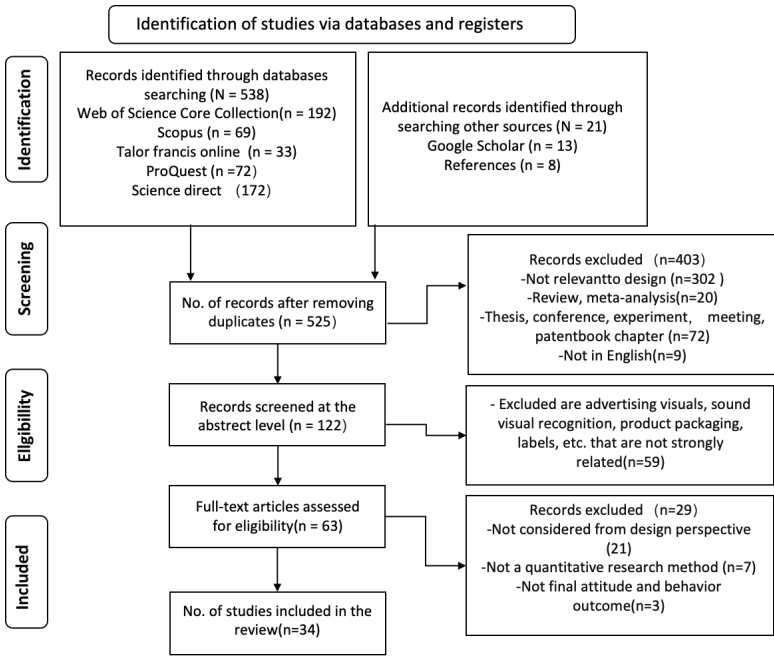 Identification of studies via databases and registers
Identification
Records identified through databases
searching (N = 538)
Web of Science Core Collection(n = 192)
Scopus (n = 69)
Talor francis online (n = 33)
ProQuest (n =72)
Science direct （172）
Additional records identified through
searching other sources (N = 21)
Google Scholar (n = 13)
References (n = 8)
Screening
No. of records after removing
duplicates (n = 525)
Records excluded （n=403）
-Not relevantto design (n=302 )
-Review, meta-analysis(n=20)
-Thesis, conference, experiment， meeting,
patentbook chapter (n=72)
-Not in English(n=9)
Eligibillity
Records screened at the
abstrect level (n = 122)
- Excluded are advertising visuals, sound
visual recognition, product packaging,
labels, etc. that are not strongly
related(n=59)
Full-text articles assessed
for eligibility(n = 63)
Records excluded （n=29）
-Not considered from design perspective
(21)
-Not a quantitative research method (n=7)
-Not final attitude and behavior
outcome(n=3)
Included
No. of studies included in the
review(n=34)